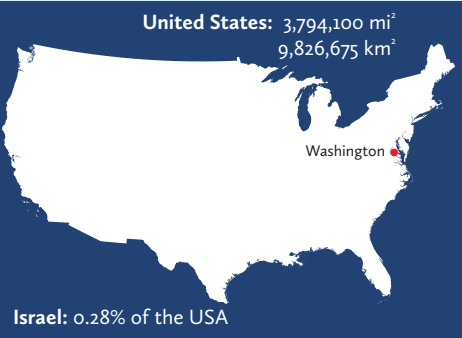 United States: 3,794,100 mi²
9,826,675 km²
Washington
Israel: 0.28% of the USA